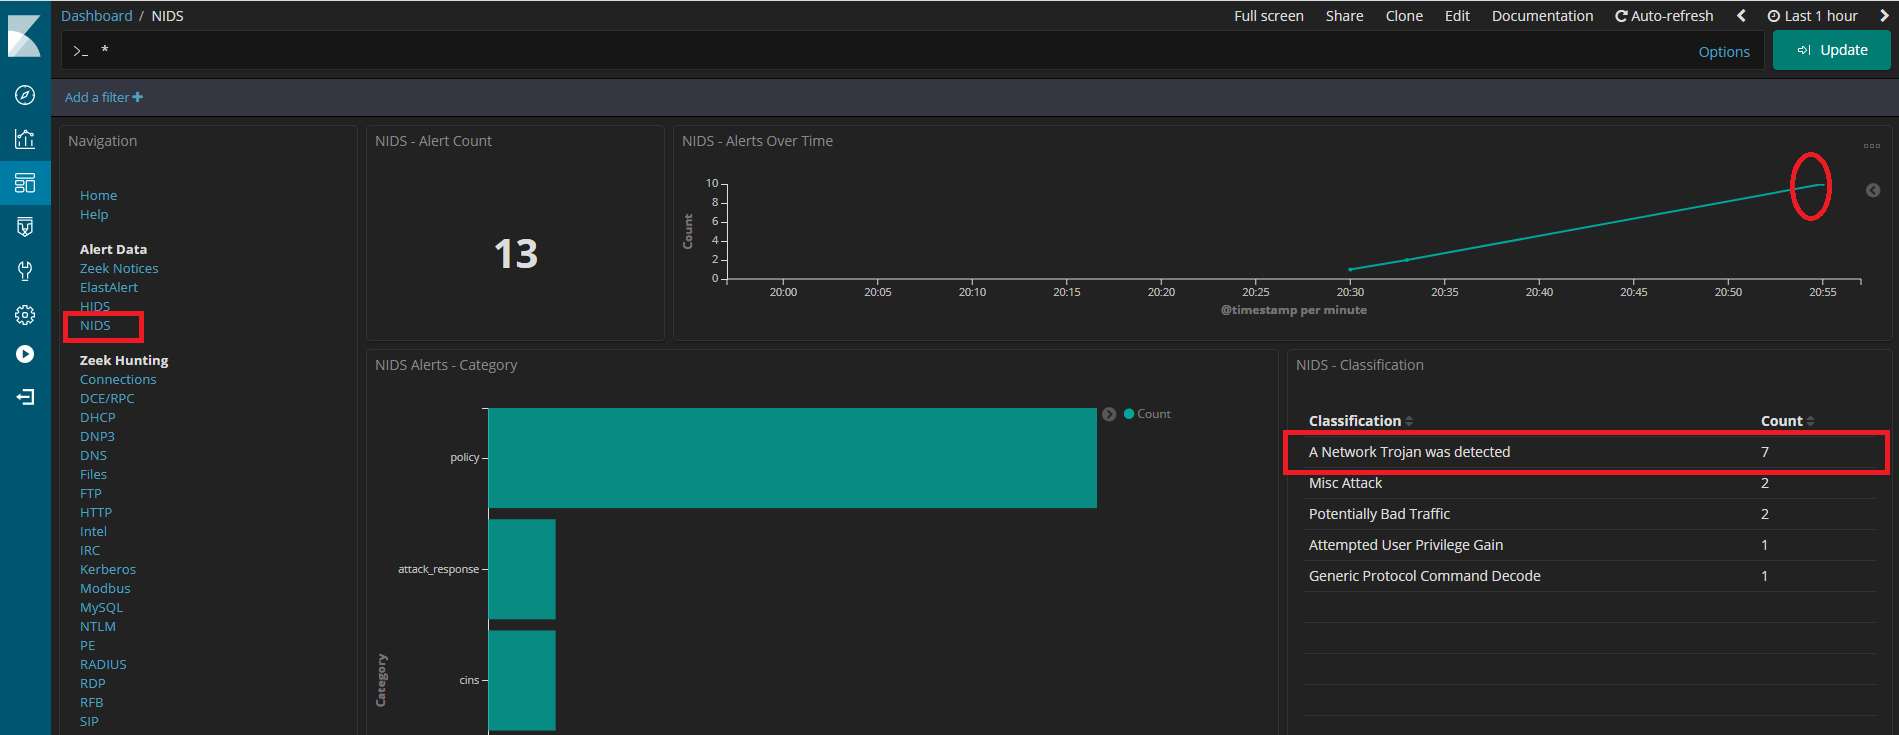 Dashboard / NIDS
Full screen Share Clone Edit Documentation Auto-refresh Last 1 hour
>_ *
Options
Update
Add a filter
Navigation
Home
Help
Alert Data
Zeek Notices
ElastAlert
HIDS
NIDS
Zeek Hunting
Connections
DCE/RPC
DHCP
DNP3
DNS
Files
FTP
HTTP
Intel
IRC
Kerberos
Modbus
MySQL
NTLM
PE
RADIUS
RDP
RFB
SIP
NIDS - Alert Count
13
NIDS - Alerts Over Time
10
8
6
4
2
0
Count
20:00 20:05 20:10 20:15 20:20 20:25 20:30 20:35 20:40 20:45 20:50 20:55
@timestamp per minute
NIDS Alerts - Category
Count
policy
attack_response
cins
Category
NIDS - Classification
Classification Count
A Network Trojan was detected 7
Misc Attack 2
Potentially Bad Traffic 2
Attempted User Privilege Gain 1
Generic Protocol Command Decode 1